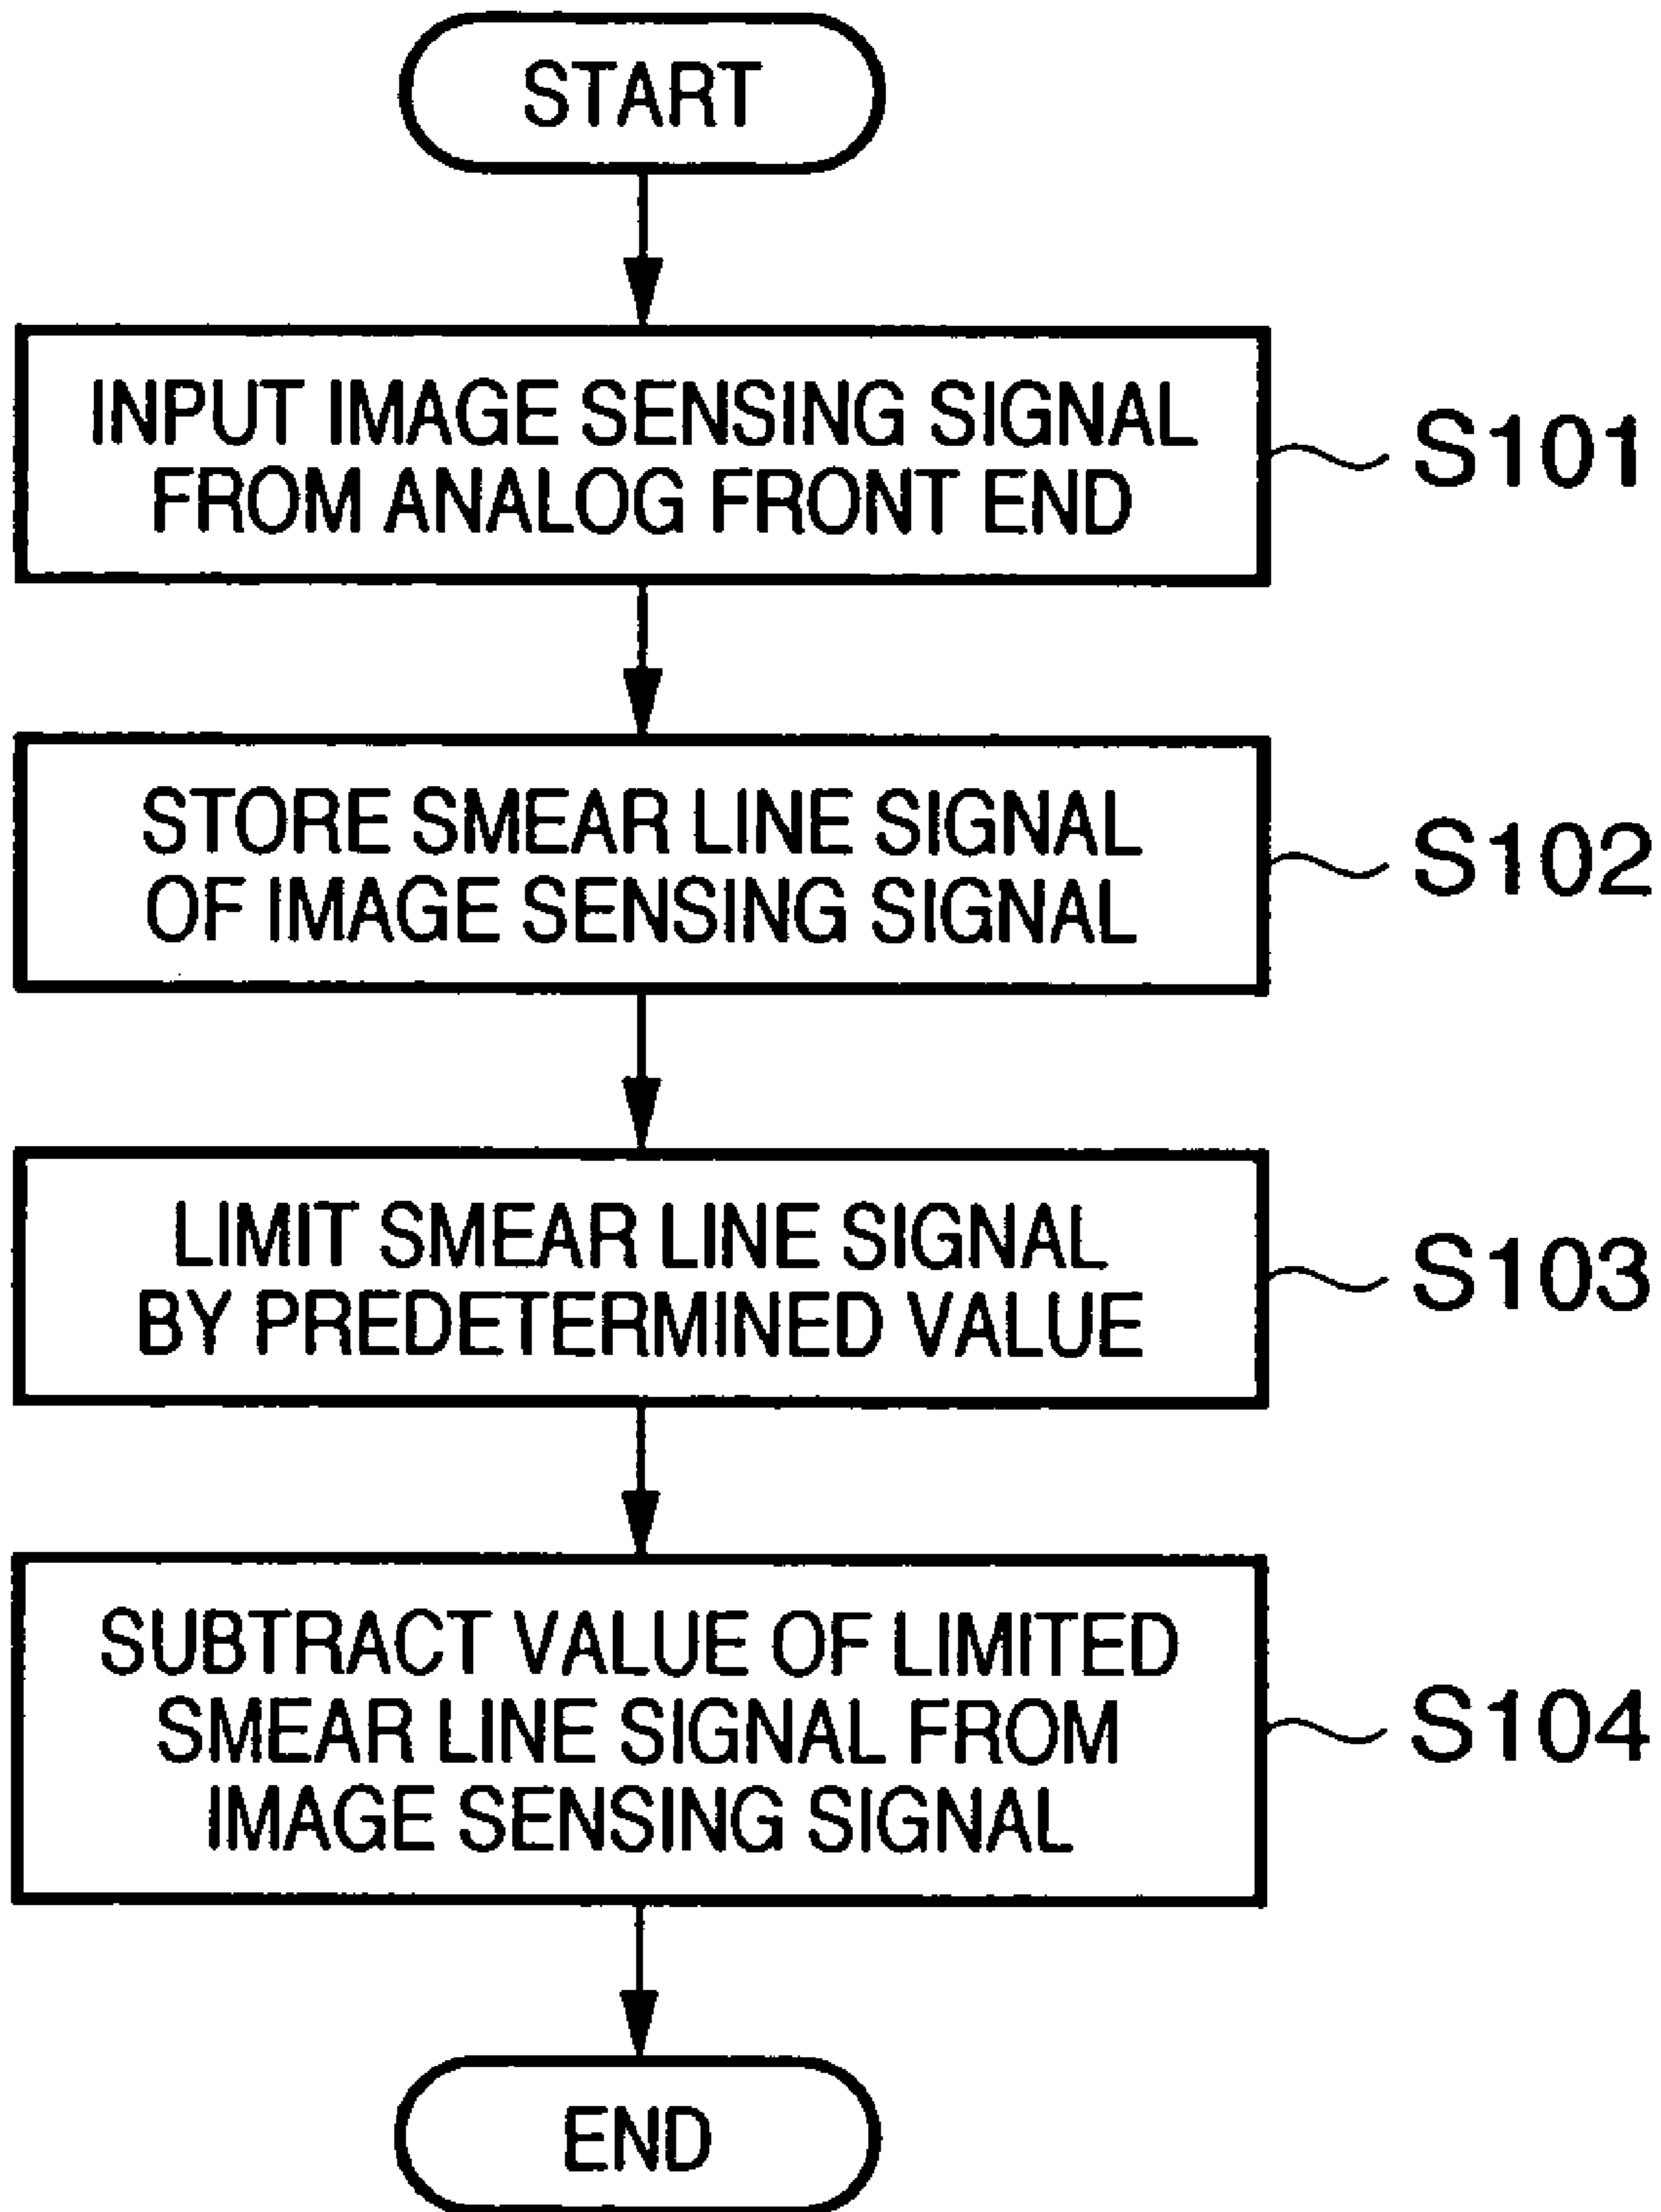 START
INPUT IMAGE SENSING SIGNAL
FROM ANALOG FRONT END
S101
STORE SMEAR LINE SIGNAL
OF IMAGE SENSING SIGNAL
S102
LIMIT SMEAR LINE SIGNAL
BY PREDETERMINED VALUE
S103
SUBTRACT VALUE OF LIMITED
SMEAR LINE SIGNAL FROM
IMAGE SENSING SIGNAL
S104
END